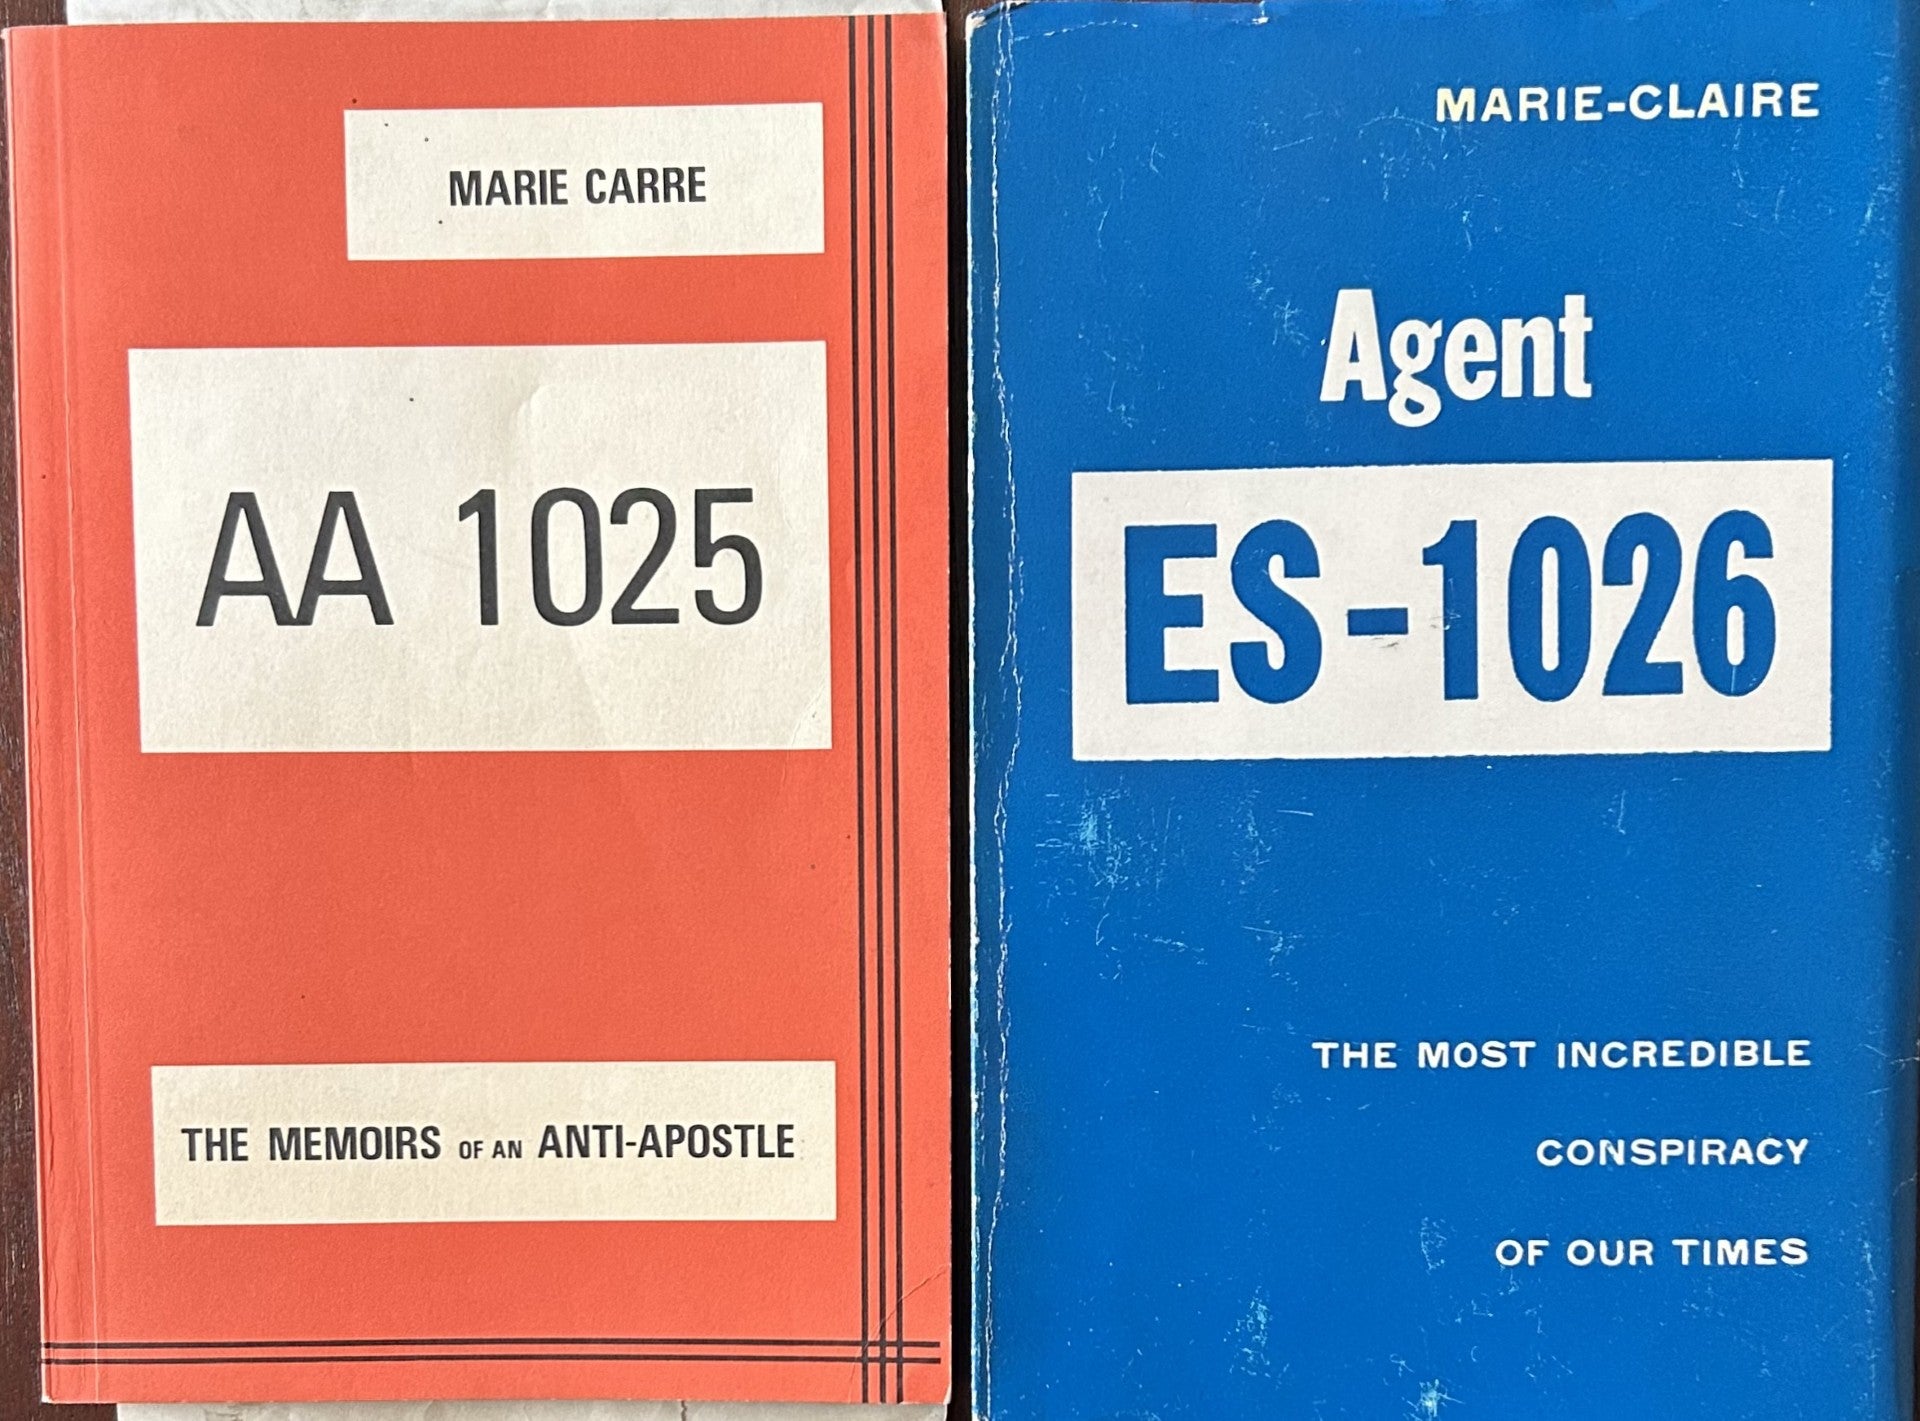 MARIE CARRE
AA 1025
THE MEMOIRS OF AN ANTI-APOSTLE
MARIE-CLAIRE
Agent
ES-1026
THE MOST INCREDIBLE
CONSPIRACY
OF OUR TIMES